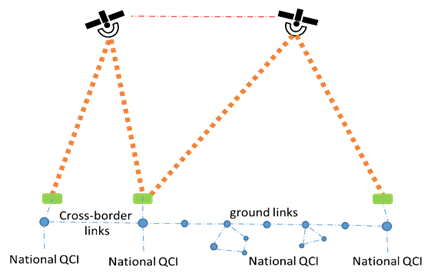 Cross-border
links
ground links
National QCI
National QCI
National QCI
National QCI